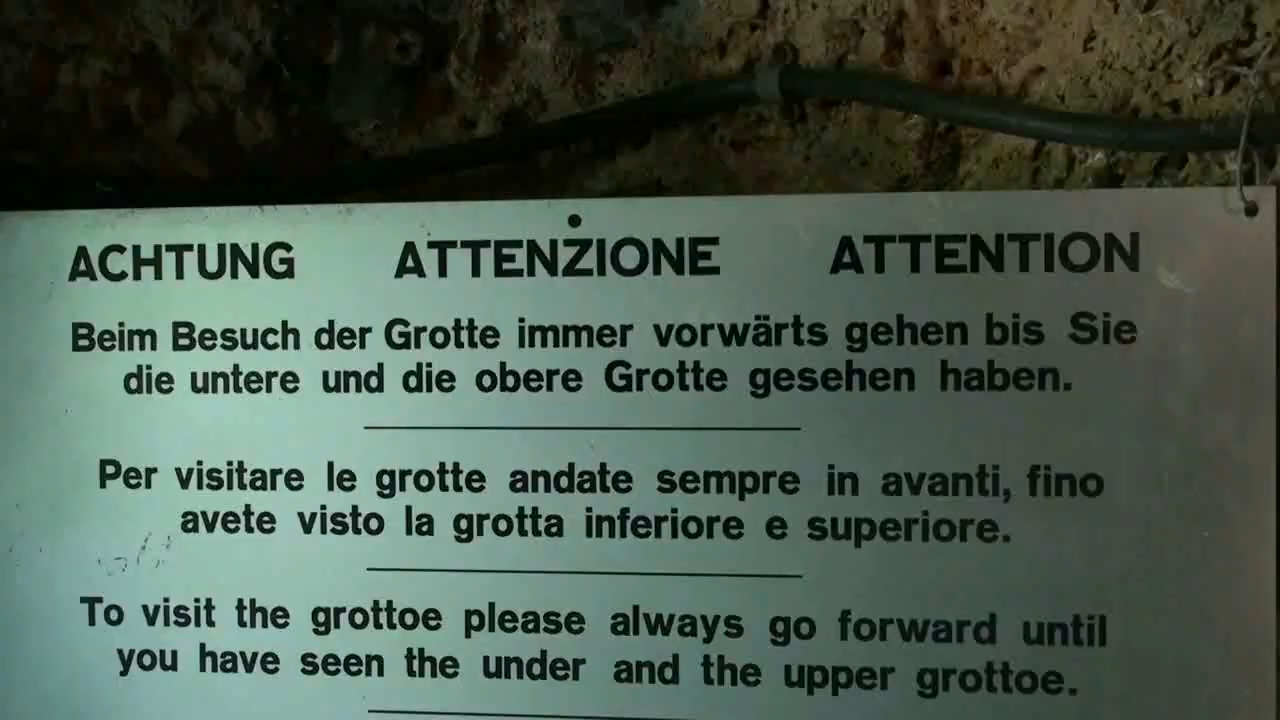 ACHTUNG ATTENZIONE ATTENTION
Beim Besuch der Grotte immer vorwärts gehen bis Sie
die untere und die obere Grotte gesehen haben.
Per visitare le grotte andate sempre in avanti, fino
avete visto la grotta inferiore e superiore.
To visit the grottoe please always go forward until
you have seen the under and the upper grottoe.